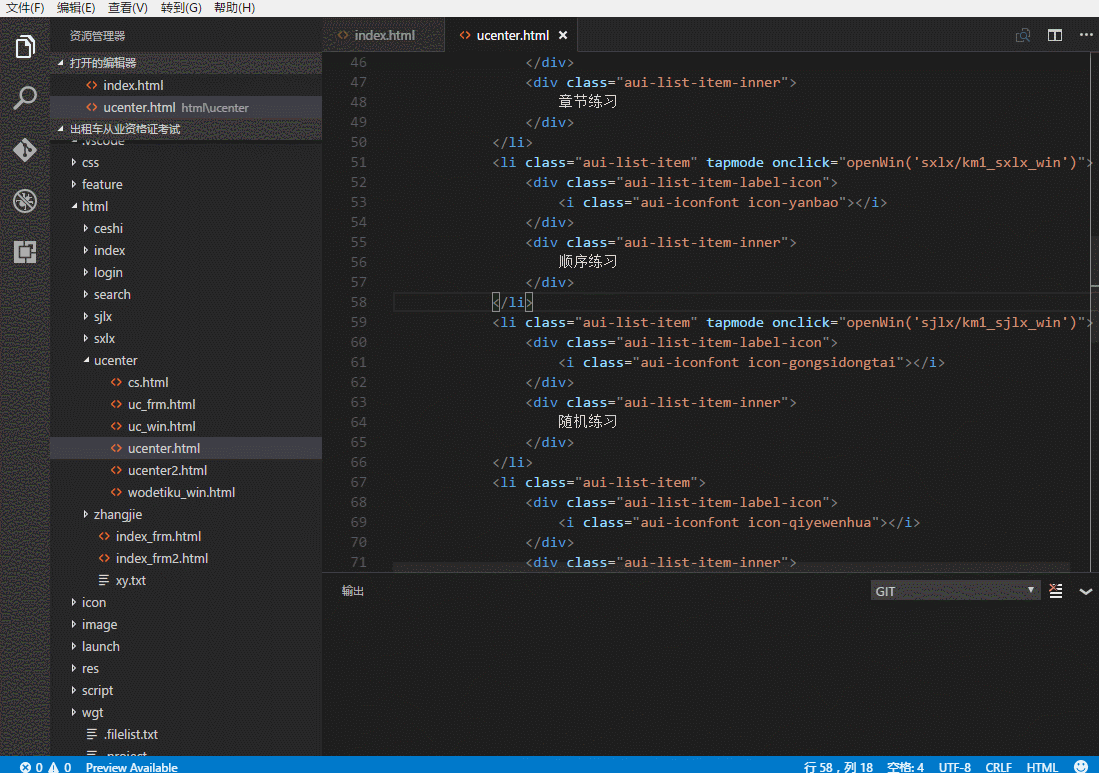 文件(F) 编辑(E) 查看(V) 转到(G) 帮助(H)
资源管理器
打开的编辑器
index.html
ucenter.html html\ucenter
出租车从业资格证考试
.vscode
css
feature
html
ceshi
index
login
search
sjlx
sxlx
ucenter
cs.html
uc_frm.html
uc_win.html
ucenter.html
ucenter2.html
wodetiku_win.html
zhangjie
index_frm.html
index_frm2.html
xy.txt
icon
image
launch
res
script
wgt
.filelist.txt
.project
index.html ucenter.html
46 </div>
47 <div class="aui-list-item-inner">
48 章节练习
49 </div>
50 </li>
51 <li class="aui-list-item" tapmode onclick="openWin('sxlx/km1_sxlx_win')">
52 <div class="aui-list-item-label-icon">
53 <i class="aui-iconfont icon-yanbao"></i>
54 </div>
55 <div class="aui-list-item-inner">
56 顺序练习
57 </div>
58 </li>
59 <li class="aui-list-item" tapmode onclick="openWin('sjlx/km1_sjlx_win')">
60 <div class="aui-list-item-label-icon">
61 <i class="aui-iconfont icon-gongsidongtai"></i>
62 </div>
63 <div class="aui-list-item-inner">
64 随机练习
65 </div>
66 </li>
67 <li class="aui-list-item">
68 <div class="aui-list-item-label-icon">
69 <i class="aui-iconfont icon-qiyewenhua"></i>
70 </div>
71 <div class="aui-list-item-inner">
输出 GIT
0 0 Preview Available 行 58，列 18 空格: 4 UTF-8 CRLF HTML